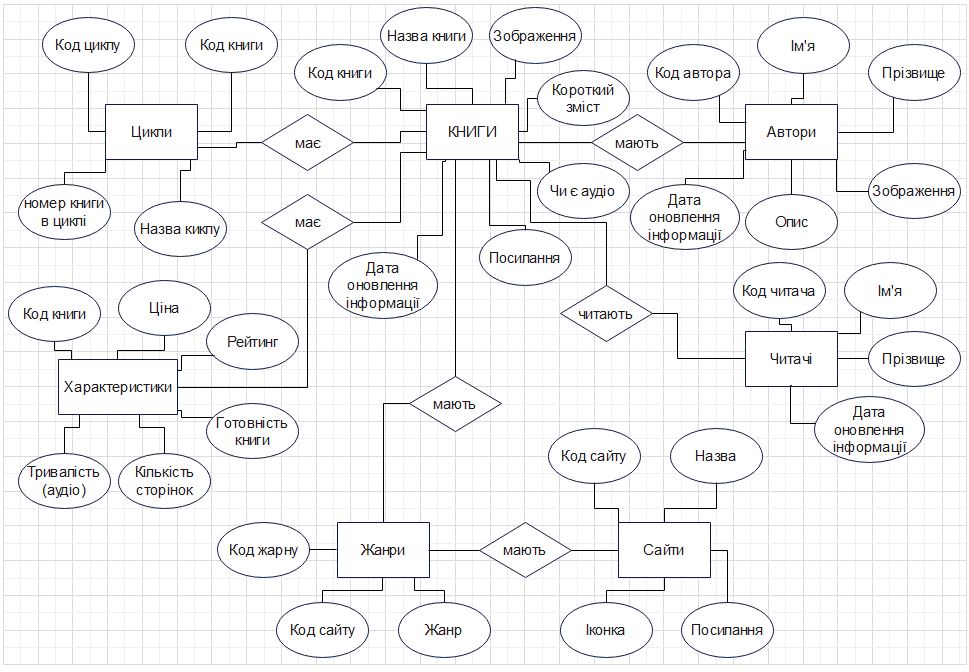 Код циклу
Код книги
Код книги
Назва книги
Зображення
Короткий
зміст
Код автора
Ім'я
Прізвище
Цикли
має
КНИГИ
мають
Автори
номер книги
в циклі
Назва киклу
має
Чи є аудіо
Дата
оновлення
інформації
Опис
Зображення
Дата
оновлення
інформації
Посилання
Код книги
Ціна
Рейтинг
читають
Код читача
Ім'я
Характеристики
Читачі
Прізвище
Готовність
книги
мають
Дата
оновлення
інформації
Тривалість
(аудіо)
Кількість
сторінок
Код сайту
Назва
Код жарну
Жанри
мають
Сайти
Код сайту
Жанр
Іконка
Посилання